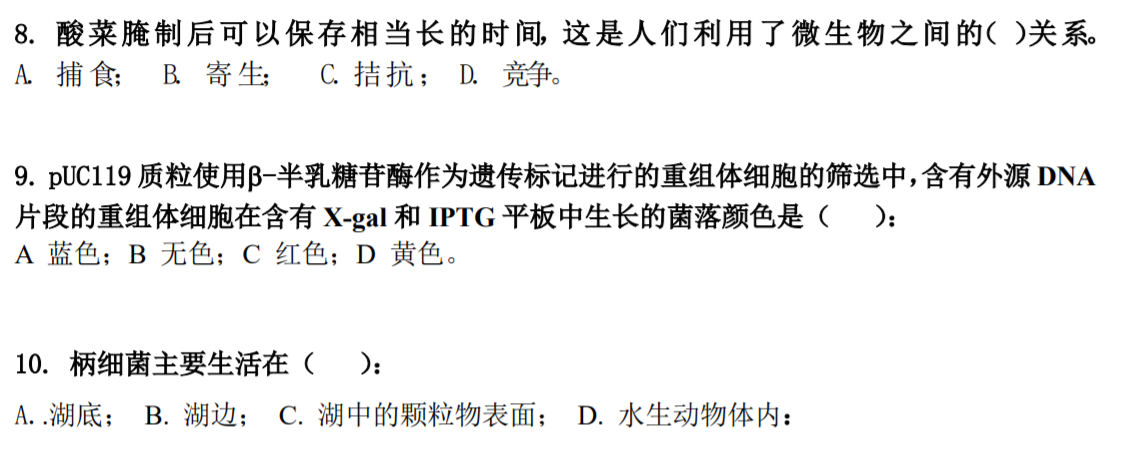 8. 酸菜腌制后可以保存相当长的时间, 这是人们利用了微生物之间的( )关系。
A. 捕食; B. 寄生; C. 拮抗; D. 竞争。
9. pUC119质粒使用β-半乳糖苷酶作为遗传标记进行的重组体细胞的筛选中,含有外源 DNA
片段的重组体细胞在含有 X-gal 和 IPTG 平板中生长的菌落颜色是( ):
A 蓝色; B 无色; C 红色; D 黄色。
10. 柄细菌主要生活在( ):
A. .湖底; B. 湖边; C. 湖中的颗粒物表面; D. 水生动物体内: